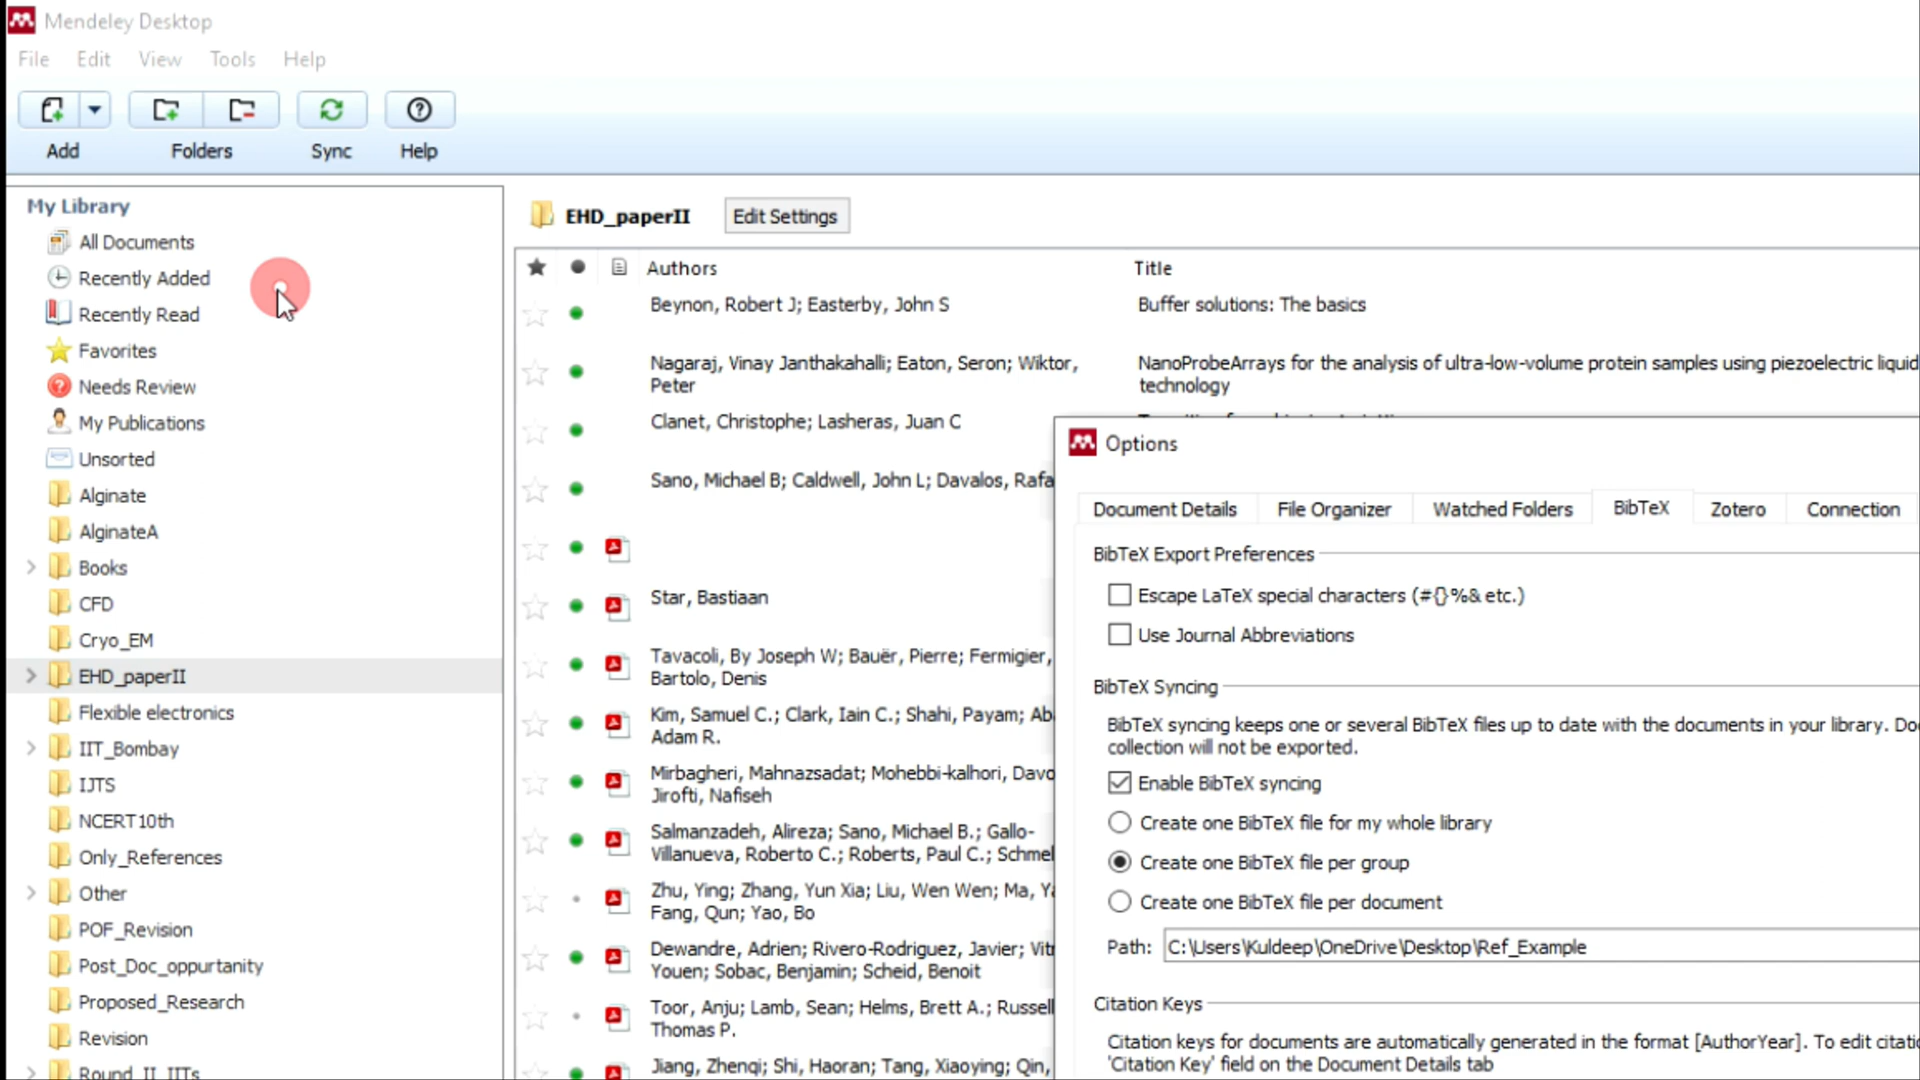 Mendeley Desktop
File Edit View Tools Help
Add Folders Sync Help
My Library
All Documents
Recently Added
Recently Read
Favorites
Needs Review
My Publications
Unsorted
Alginate
AlginateA
Books
CFD
Cryo_EM
EHD_paperII
Flexible electronics
IIT_Bombay
IJTS
NCERT10th
Only_References
Other
POF_Revision
Post_Doc_oppurtanity
Proposed_Research
Revision
Round_II_IITs
EHD_paperII Edit Settings
Authors Title
Beynon, Robert J; Easterby, John S Buffer solutions: The basics
Nagaraj, Vinay Janthakahalli; Eaton, Seron; Wiktor, NanoProbeArrays for the analysis of ultra-low-volume protein samples using piezoelectric liquid
Peter technology
Clanet, Christophe; Lasheras, Juan C
Sano, Michael B; Caldwell, John L; Davalos, Rafa
Star, Bastiaan
Tavacoli, By Joseph W; Bauër, Pierre; Fermigier,
Bartolo, Denis
Kim, Samuel C.; Clark, Iain C.; Shahi, Payam; Ab
Adam R.
Mirbagheri, Mahnazsadat; Mohebbi-kalhori, Davo
Jirofti, Nafiseh
Salmanzadeh, Alireza; Sano, Michael B.; Gallo-
Villanueva, Roberto C.; Roberts, Paul C.; Schmel
Zhu, Ying; Zhang, Yun Xia; Liu, Wen Wen; Ma, Ya
Fang, Qun; Yao, Bo
Dewandre, Adrien; Rivero-Rodriguez, Javier; Vitr
Youen; Sobac, Benjamin; Scheid, Benoit
Toor, Anju; Lamb, Sean; Helms, Brett A.; Russell
Thomas P.
Jiang, Zhenqi; Shi, Haoran; Tang, Xiaoying; Qin,
Options
Document Details File Organizer Watched Folders BibTeX Zotero Connection
BibTeX Export Preferences
Escape LaTeX special characters (#{}%& etc.)
Use Journal Abbreviations
BibTeX Syncing
BibTeX syncing keeps one or several BibTeX files up to date with the documents in your library. Doc
collection will not be exported.
Enable BibTeX syncing
Create one BibTeX file for my whole library
Create one BibTeX file per group
Create one BibTeX file per document
Path: C:\Users\Kuldeep\OneDrive\Desktop\Ref_Example
Citation Keys
Citation keys for documents are automatically generated in the format [AuthorYear]. To edit citati
'Citation Key' field on the Document Details tab